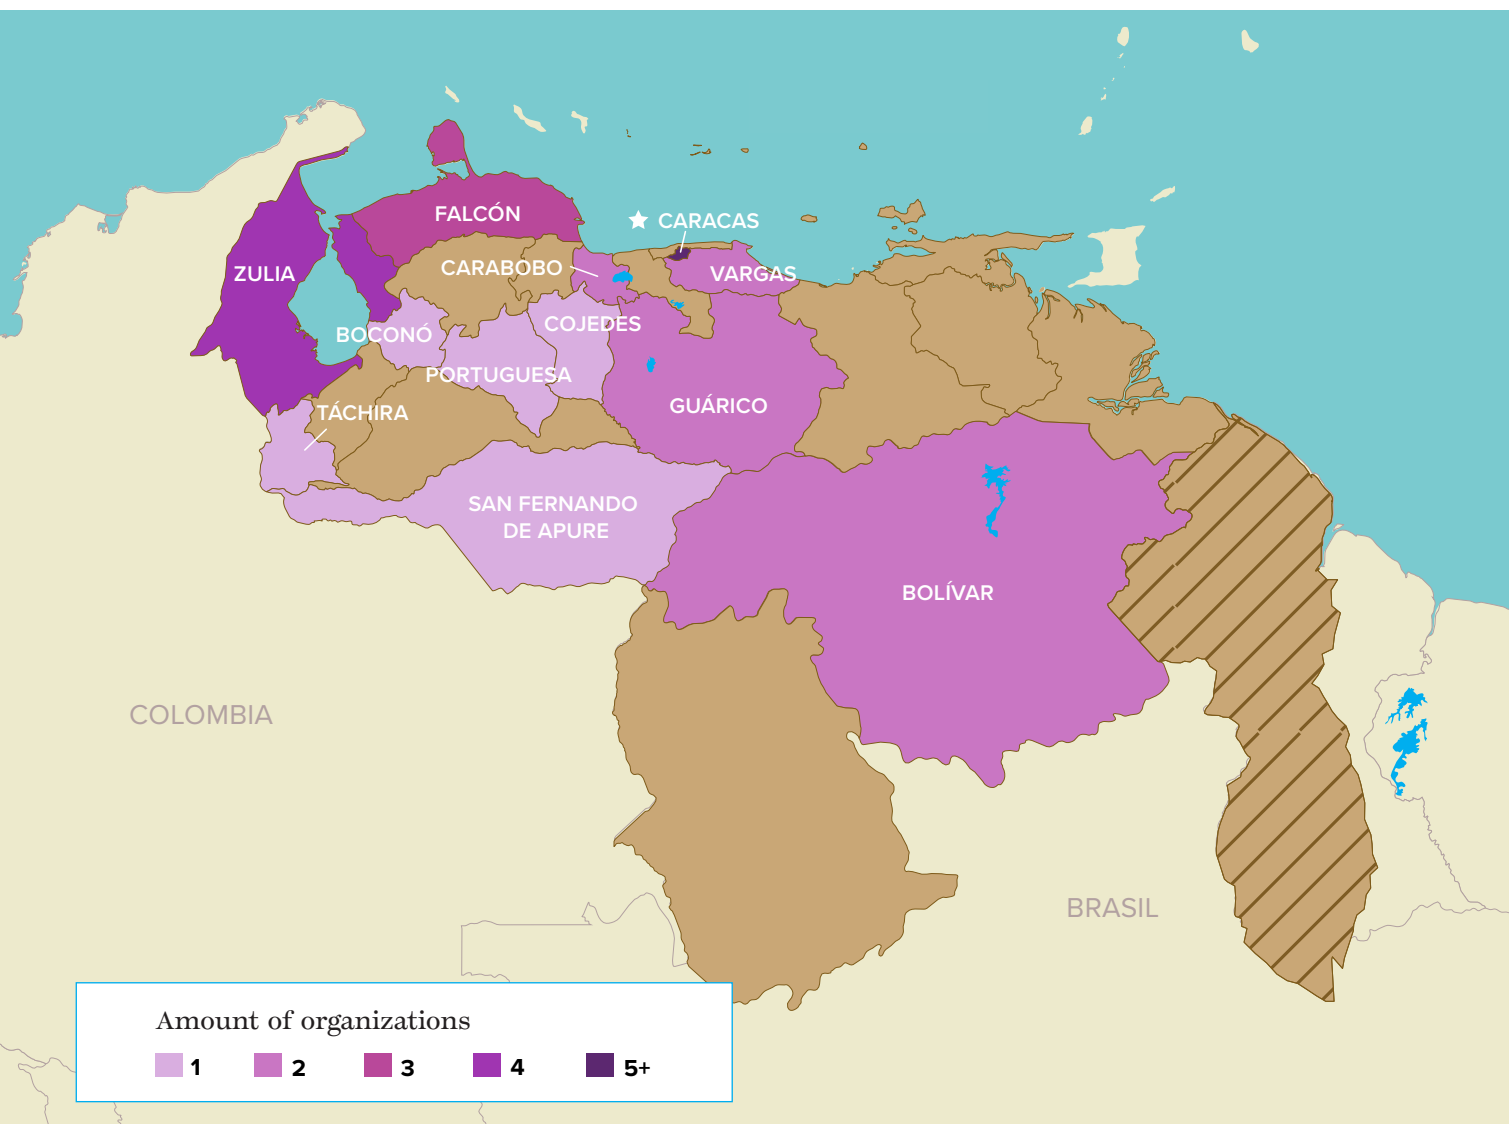 FALCÓN
CARACAS
CARABOBO
ZULIA
VARGAS
BOCONÓ
COJEDES
PORTUGUESA
GUÁRICO
TÁCHIRA
SAN FERNANDO
DE APURE
BOLÍVAR
COLOMBIA
BRASIL
Amount of organizations
1 2 3 4 5+